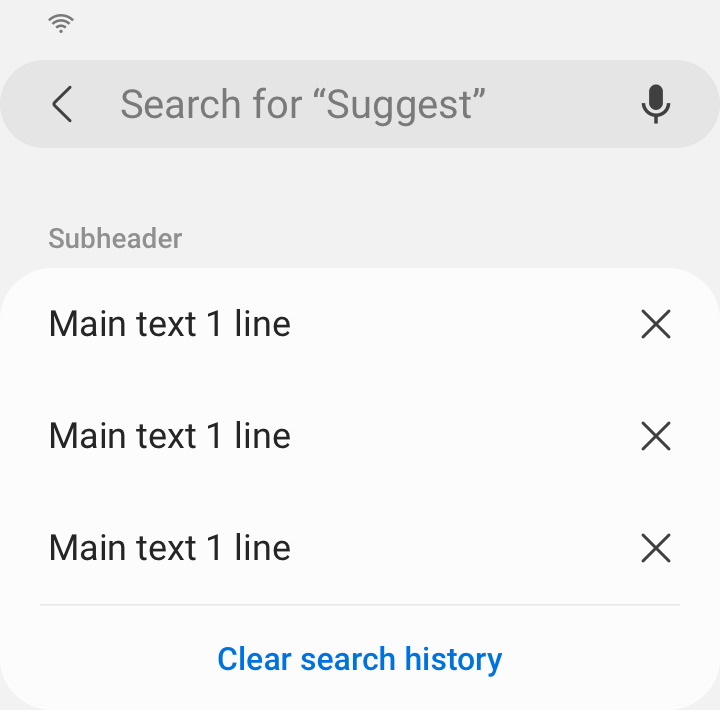 Search for “Suggest”
Subheader
Main text 1 line
Main text 1 line
Main text 1 line
Clear search history